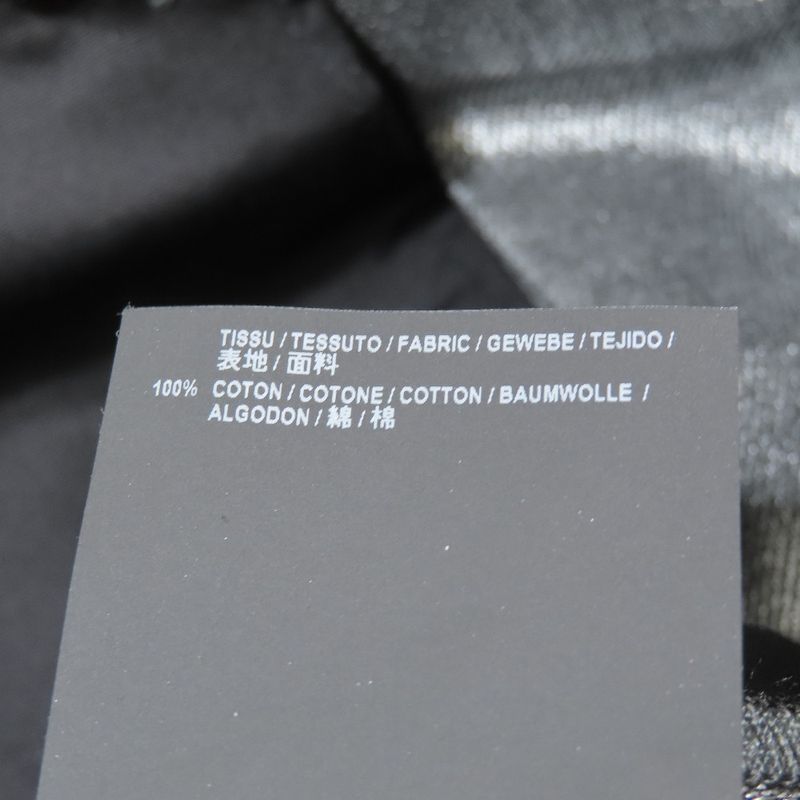 TISSU / TESSUTO / FABRIC / GEWEBE / TEJIDO /
表地 / 面料
100% COTON / COTONE / COTTON / BAUMWOLLE /
ALGODON / 綿 / 棉